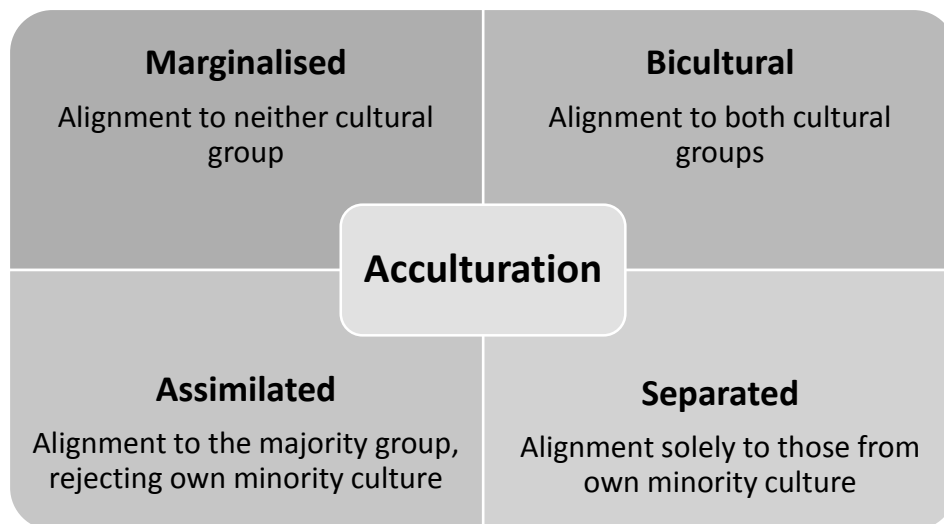 Marginalised
Alignment to neither cultural
group
Bicultural
Alignment to both cultural
groups
Acculturation
Assimilated
Alignment to the majority group,
rejecting own minority culture
Separated
Alignment solely to those from
own minority culture